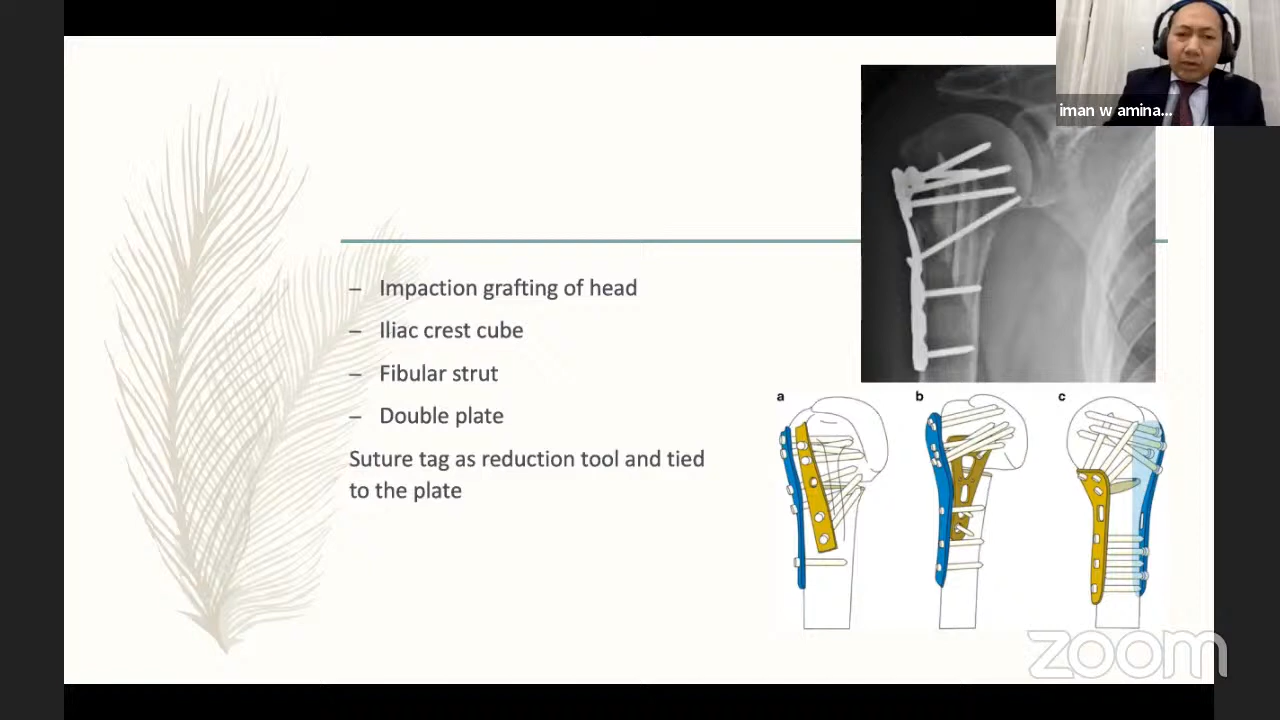 iman w amina...
– Impaction grafting of head
– Iliac crest cube
– Fibular strut
– Double plate
Suture tag as reduction tool and tied
to the plate
a b c
zoom